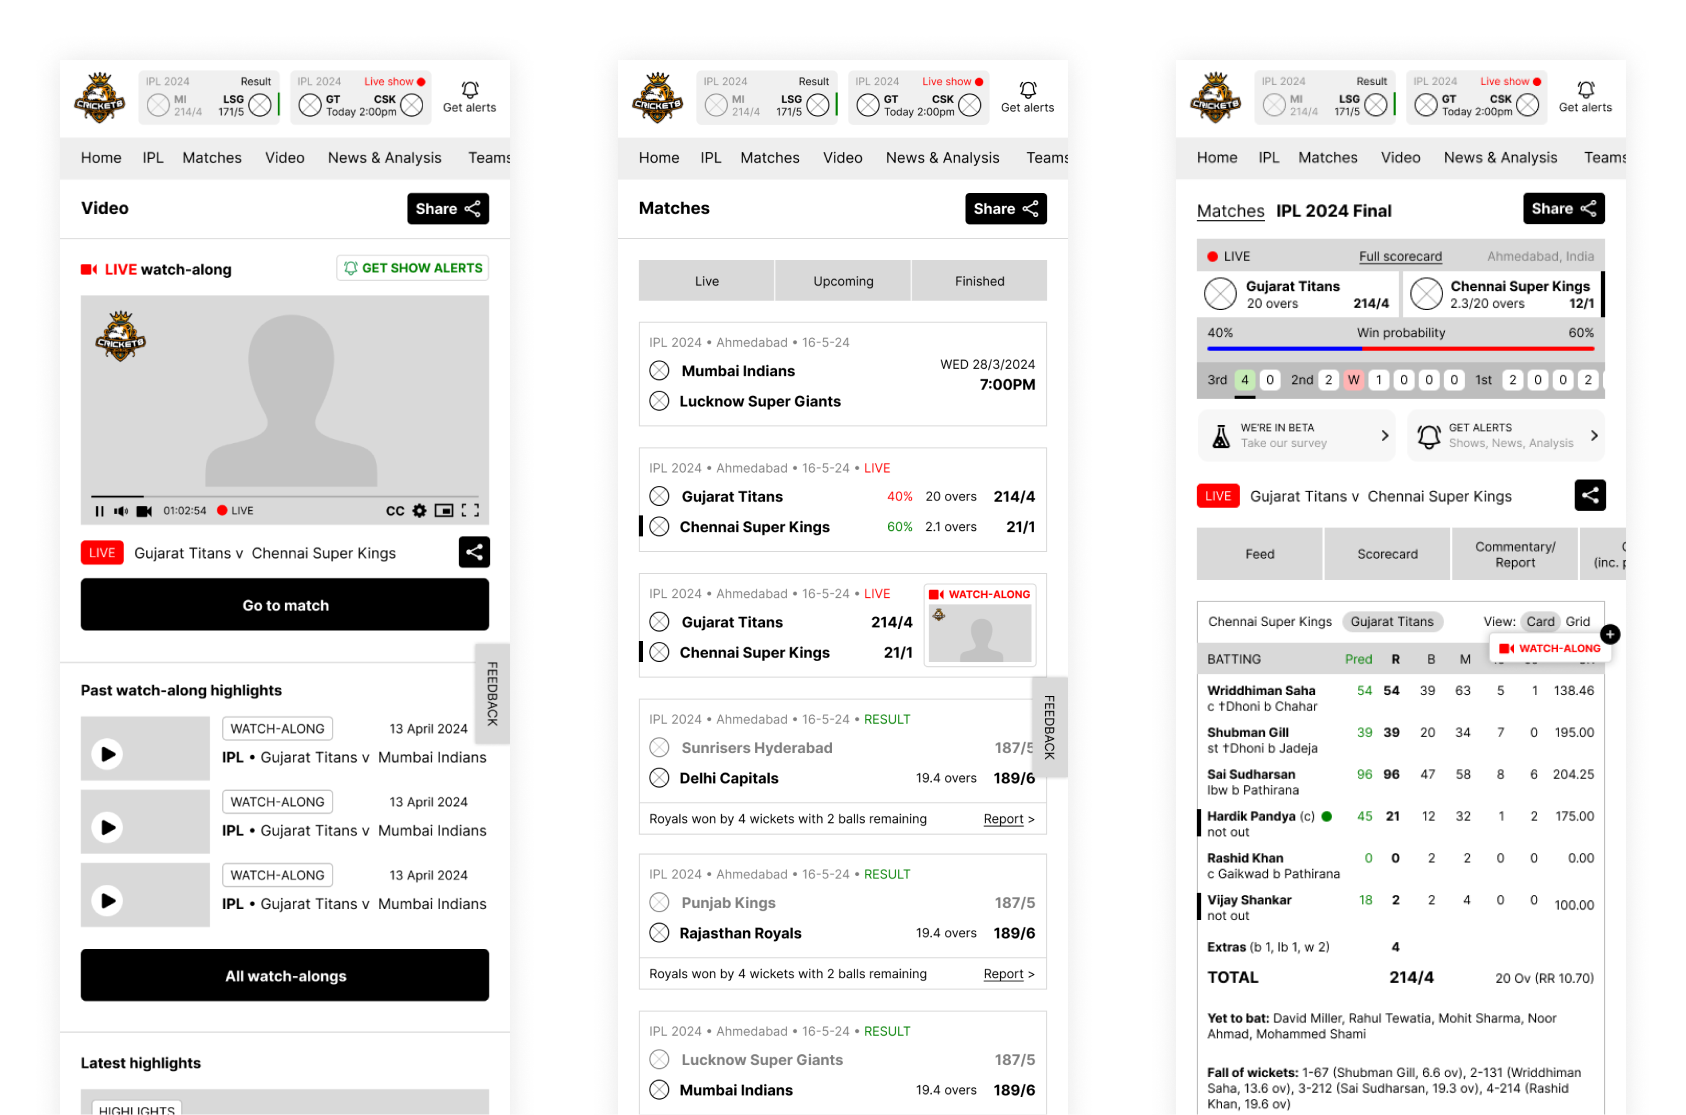 CRICKET8
IPL 2024 Result
MI LSG
214/4 171/5
IPL 2024 Live show
GT CSK
Today 2:00pm
Get alerts
Home IPL Matches Video News & Analysis Teams
Video
Share
LIVE watch-along
GET SHOW ALERTS
CRICKET8
01:02:54 LIVE CC
LIVE Gujarat Titans v Chennai Super Kings
Go to match
FEEDBACK
Past watch-along highlights
WATCH-ALONG 13 April 2024
IPL • Gujarat Titans v Mumbai Indians
WATCH-ALONG 13 April 2024
IPL • Gujarat Titans v Mumbai Indians
WATCH-ALONG 13 April 2024
IPL • Gujarat Titans v Mumbai Indians
All watch-alongs
Latest highlights
HIGHLIGHTS
CRICKET8
IPL 2024 Result
MI LSG
214/4 171/5
IPL 2024 Live show
GT CSK
Today 2:00pm
Get alerts
Home IPL Matches Video News & Analysis Teams
Matches
Share
Live Upcoming Finished
IPL 2024 • Ahmedabad • 16-5-24
Mumbai Indians
WED 28/3/2024
7:00PM
Lucknow Super Giants
IPL 2024 • Ahmedabad • 16-5-24 • LIVE
Gujarat Titans 40% 20 overs 214/4
Chennai Super Kings 60% 2.1 overs 21/1
IPL 2024 • Ahmedabad • 16-5-24 • LIVE
WATCH-ALONG
Gujarat Titans 214/4
Chennai Super Kings 21/1
FEEDBACK
IPL 2024 • Ahmedabad • 16-5-24 • RESULT
Sunrisers Hyderabad 187/5
Delhi Capitals 19.4 overs 189/6
Royals won by 4 wickets with 2 balls remaining Report >
IPL 2024 • Ahmedabad • 16-5-24 • RESULT
Punjab Kings 187/5
Rajasthan Royals 19.4 overs 189/6
Royals won by 4 wickets with 2 balls remaining Report >
IPL 2024 • Ahmedabad • 16-5-24 • RESULT
Lucknow Super Giants 187/5
Mumbai Indians 19.4 overs 189/6
CRICKET8
IPL 2024 Result
MI LSG
214/4 171/5
IPL 2024 Live show
GT CSK
Today 2:00pm
Get alerts
Home IPL Matches Video News & Analysis Teams
Matches IPL 2024 Final
Share
LIVE Full scorecard Ahmedabad, India
Gujarat Titans
20 overs 214/4
Chennai Super Kings
2.3/20 overs 12/1
40% Win probability 60%
3rd 4 0 2nd 2 W 1 0 0 0 1st 2 0 0 2
WE'RE IN BETA
Take our survey
GET ALERTS
Shows, News, Analysis
LIVE Gujarat Titans v Chennai Super Kings
Feed
Scorecard
Commentary/
Report
(inc.
Chennai Super Kings Gujarat Titans View: Card Grid
WATCH-ALONG
BATTING Pred R B M
Wriddhiman Saha 54 54 39 63 5 1 138.46
c †Dhoni b Chahar
Shubman Gill 39 39 20 34 7 0 195.00
st †Dhoni b Jadeja
Sai Sudharsan 96 96 47 58 8 6 204.25
lbw b Pathirana
Hardik Pandya (c) 45 21 12 32 1 2 175.00
not out
Rashid Khan 0 0 2 2 0 0 0.00
c Gaikwad b Pathirana
Vijay Shankar 18 2 2 4 0 0 100.00
not out
Extras (b 1, lb 1, w 2) 4
TOTAL 214/4 20 Ov (RR 10.70)
Yet to bat: David Miller, Rahul Tewatia, Mohit Sharma, Noor
Ahmad, Mohammed Shami
Fall of wickets: 1-67 (Shubman Gill, 6.6 ov), 2-131 (Wriddhiman
Saha, 13.6 ov), 3-212 (Sai Sudharsan, 19.3 ov), 4-214 (Rashid
Khan, 19.6 ov)